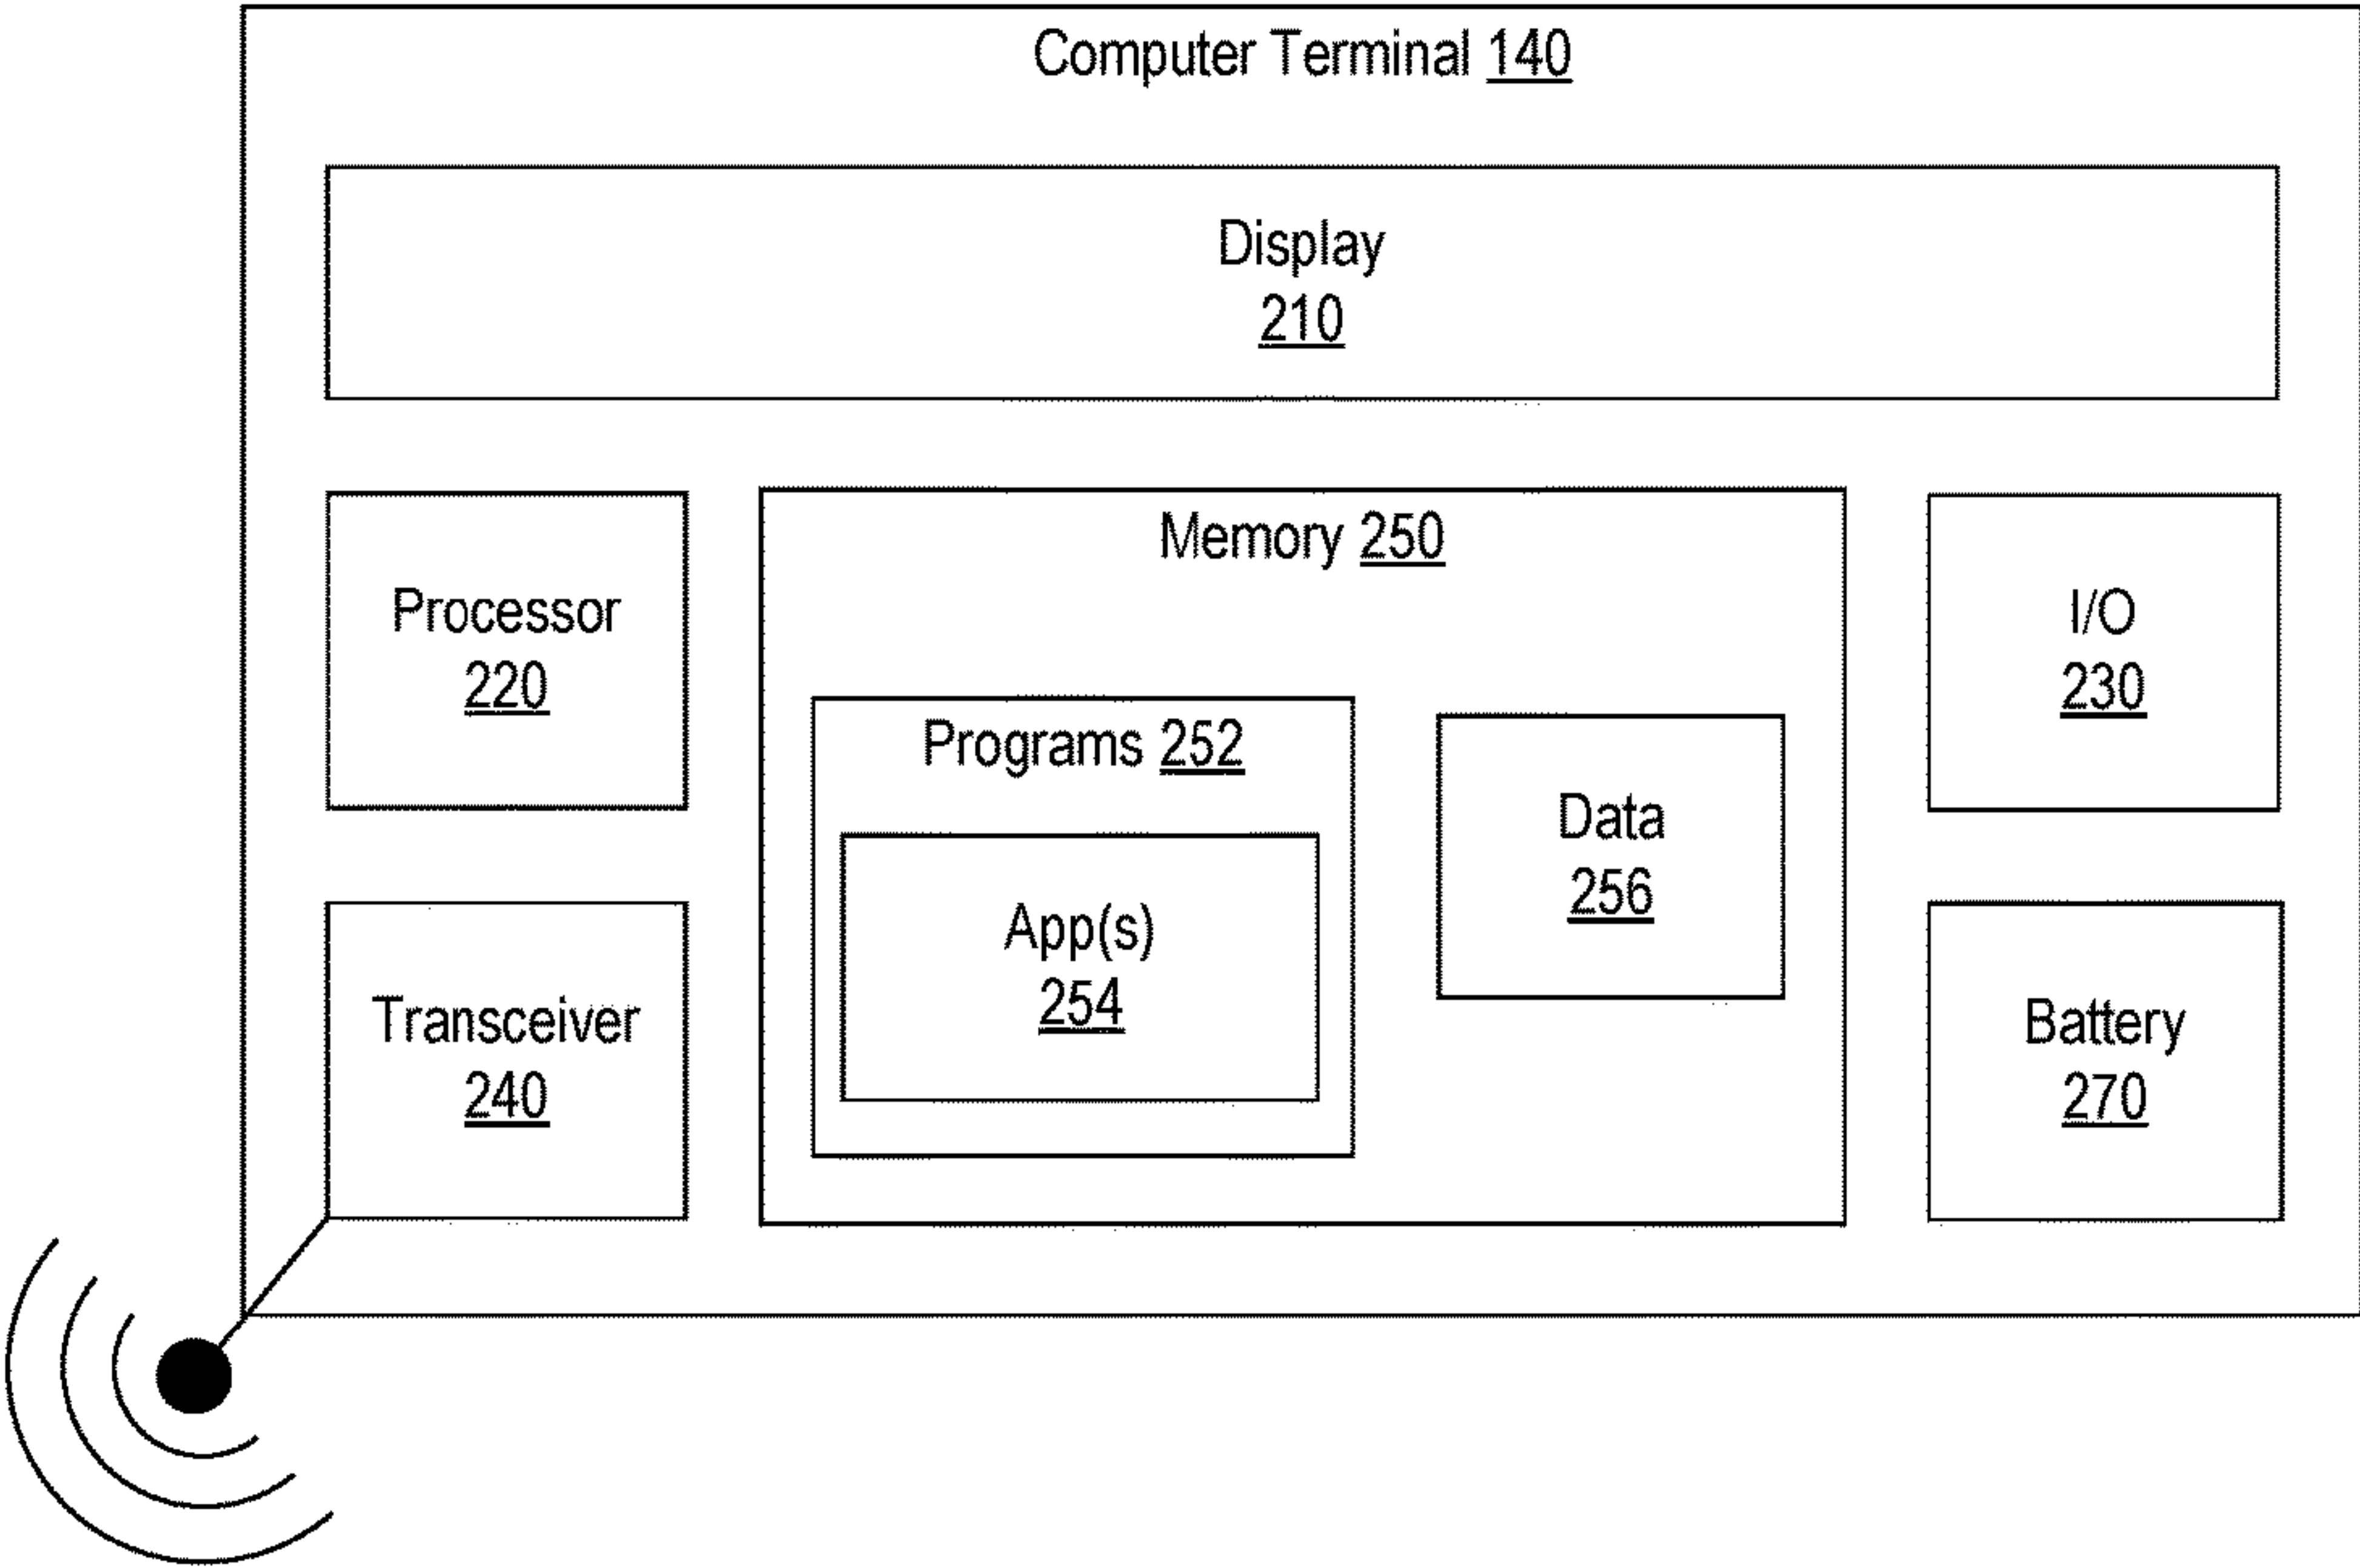 Computer Terminal 140
Display
210
Processor
220
Memory 250
I/O
230
Programs 252
Data
256
App(s)
254
Transceiver
240
Battery
270